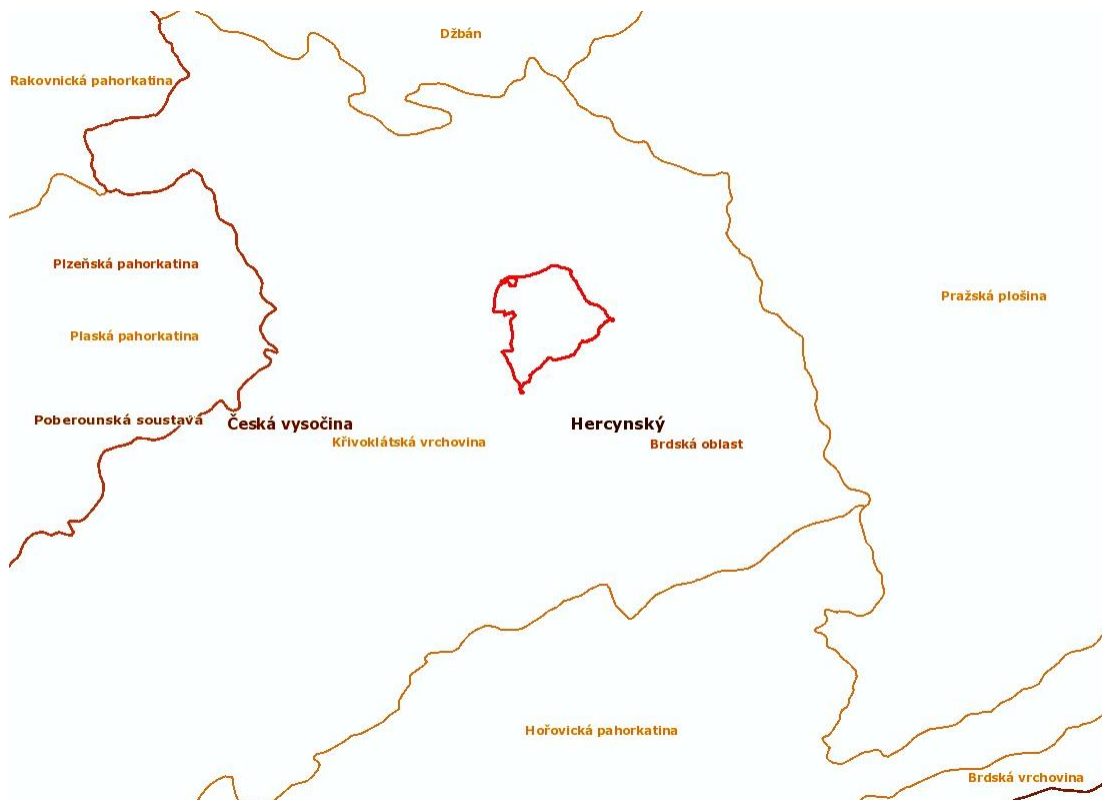 Džbán
Rakovnická pahorkatina
Plzeňská pahorkatina
Pražská plošina
Plaská pahorkatina
Poberounská soustava
Česká vysočina
Hercynský
Křivoklátská vrchovina
Brdská oblast
Hořovická pahorkatina
Brdská vrchovina